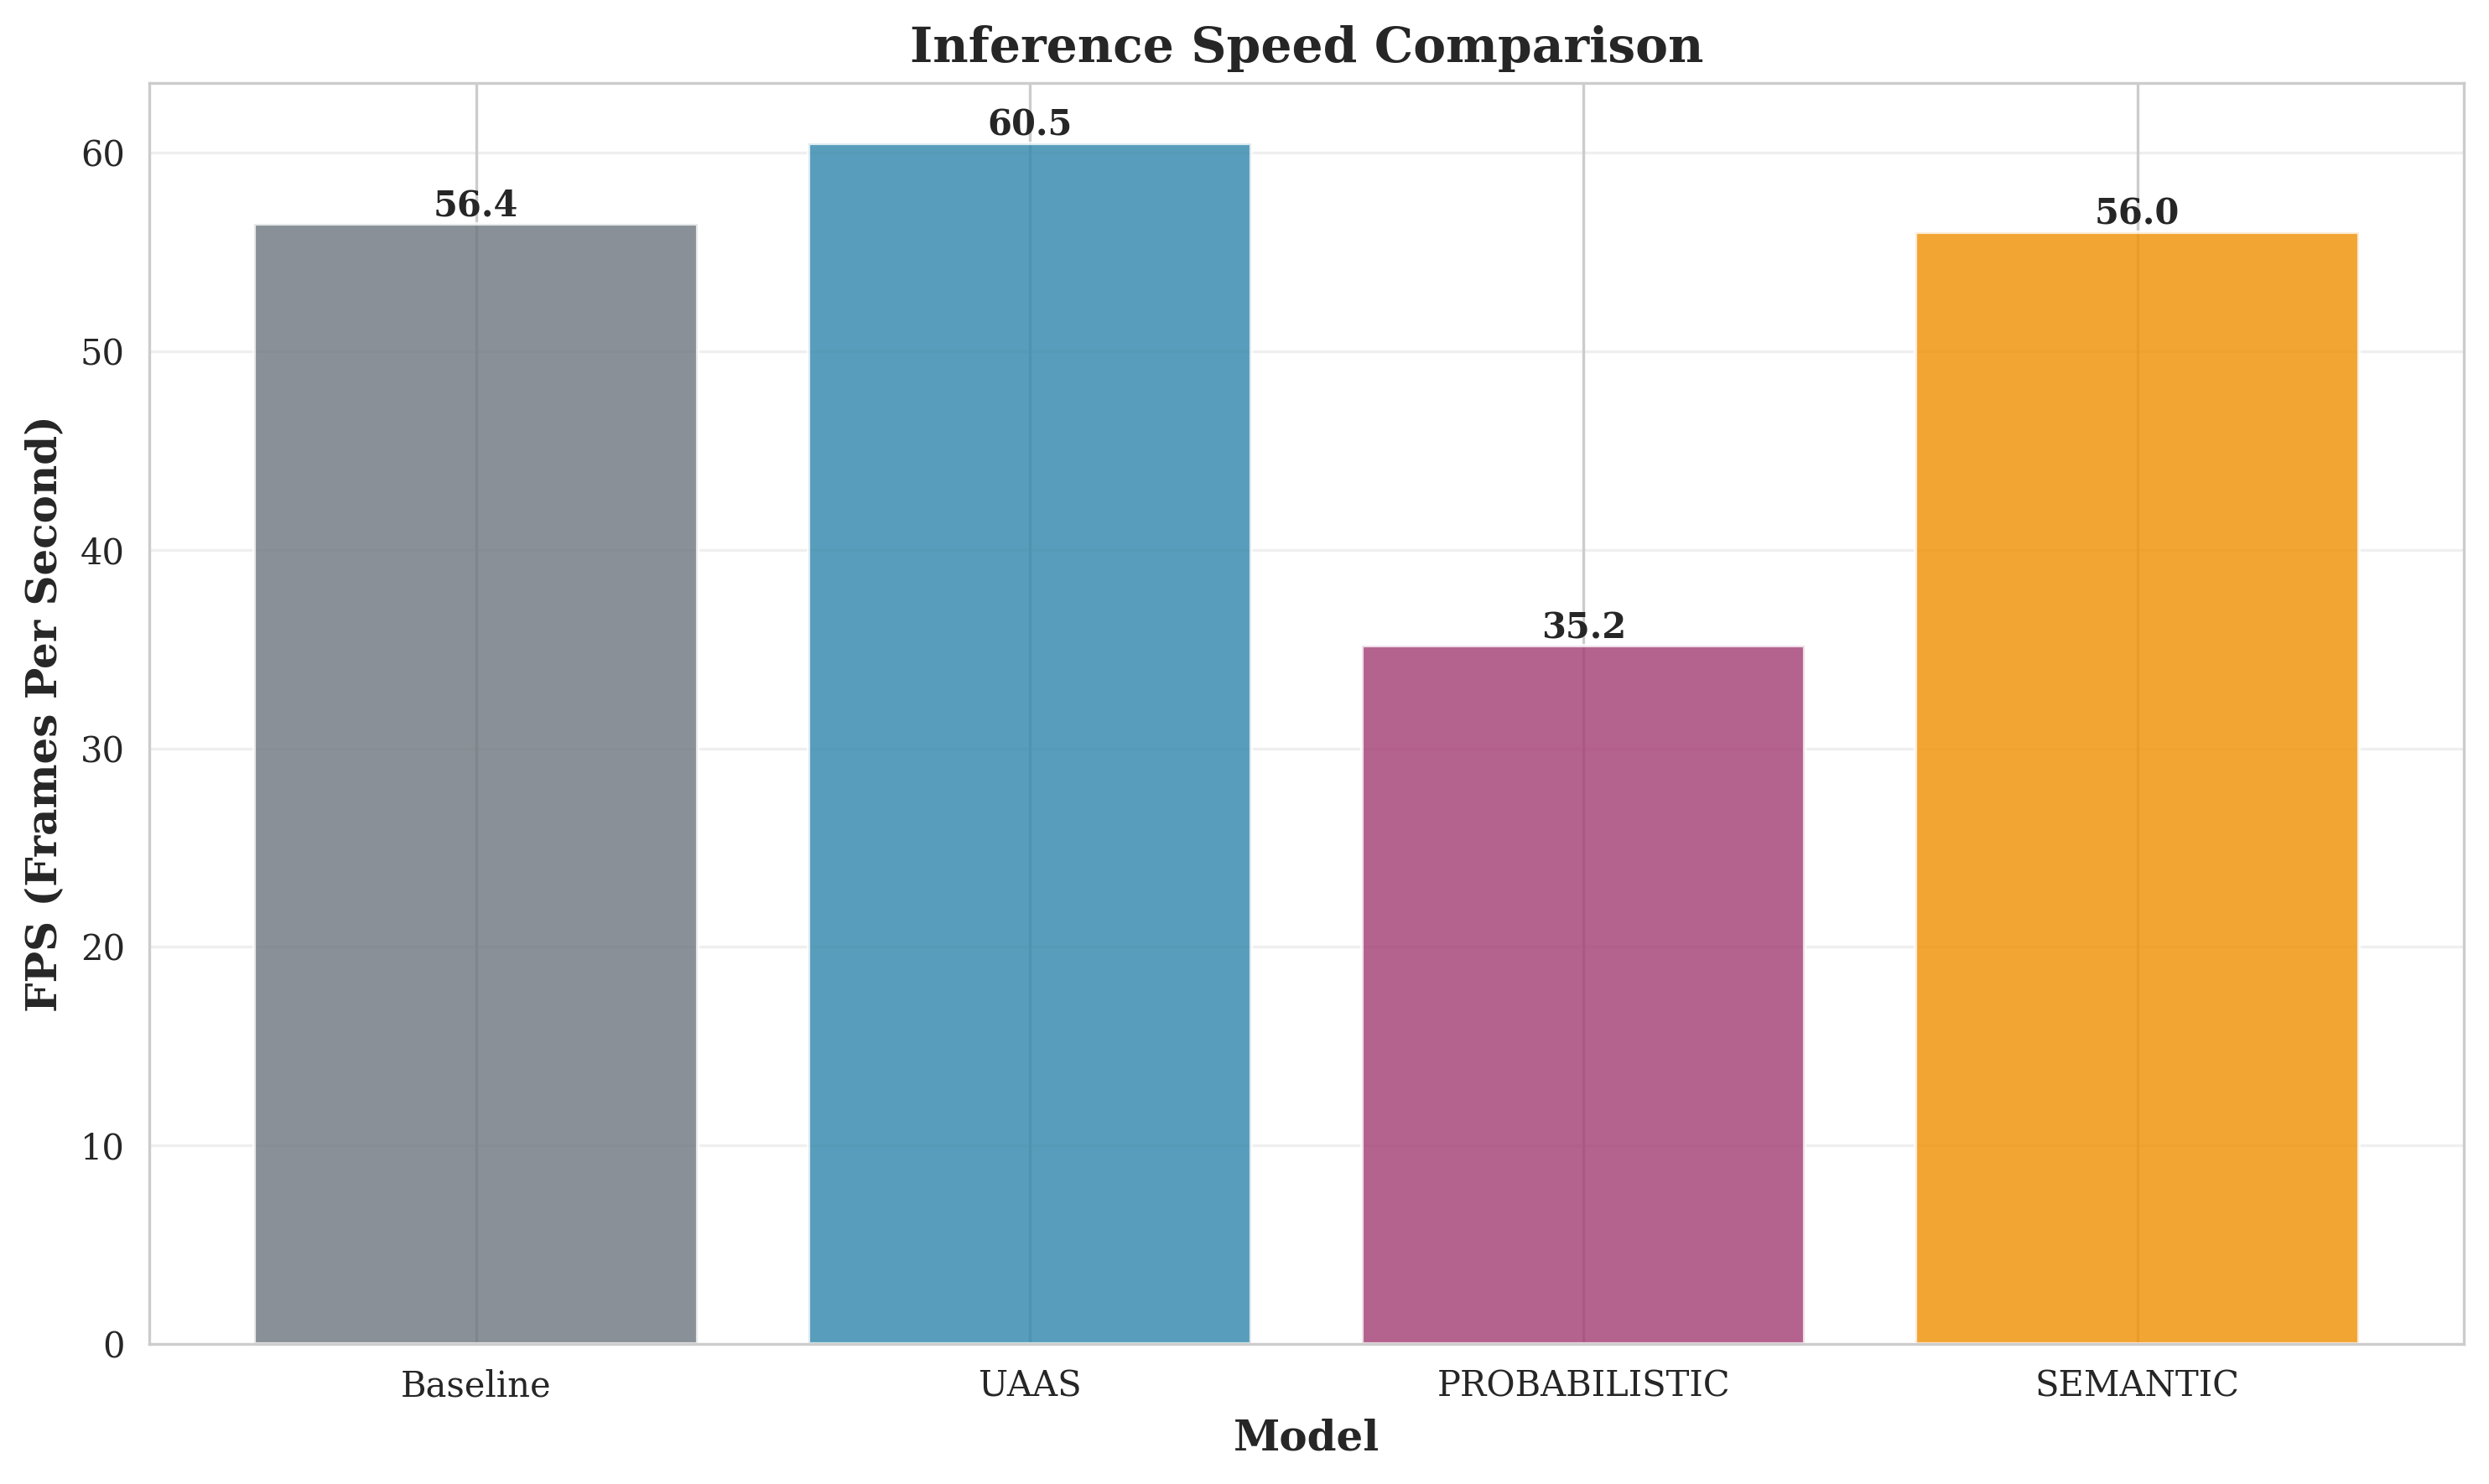 Inference Speed Comparison
FPS (Frames Per Second)
60
50
40
30
20
10
0
56.4
60.5
35.2
56.0
Baseline
UAAS
PROBABILISTIC
SEMANTIC
Model